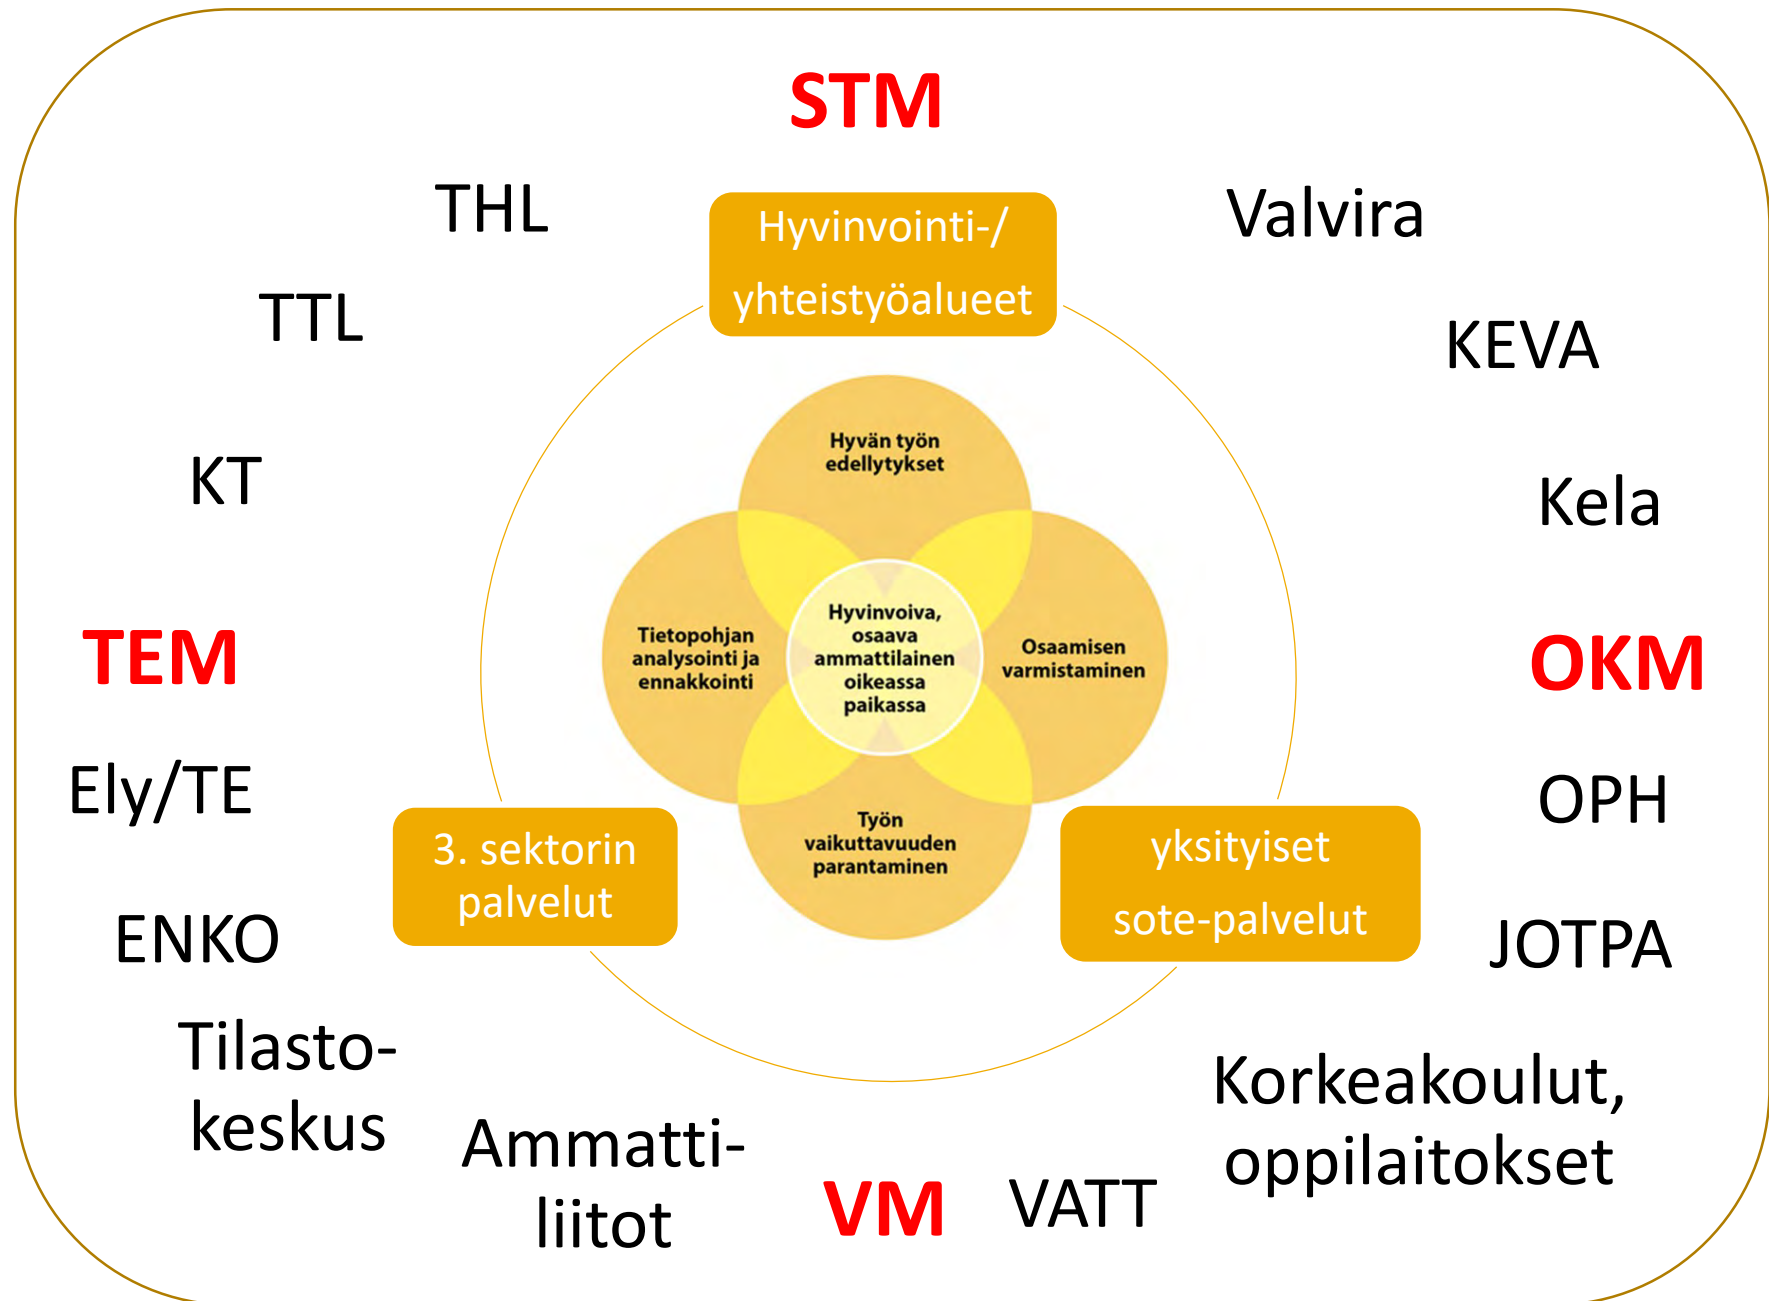 STM
THL
Valvira
Hyvinvointi-/
yhteistyöalueet
TTL
KEVA
KT
Kela
Hyvän työn
edellytykset
TEM
Tietopohjan
analysointi ja
ennakkointi
Hyvinvoiva,
osaava
ammattilainen
oikeassa
paikassa
Osaamisen
varmistaminen
OKM
Ely/TE
OPH
3. sektorin
palvelut
Työn
vaikuttavuuden
parantaminen
yksityiset
sote-palvelut
ENKO
JOTPA
Tilasto-
keskus
Ammatti-
liitot
VM
VATT
Korkeakoulut,
oppilaitokset